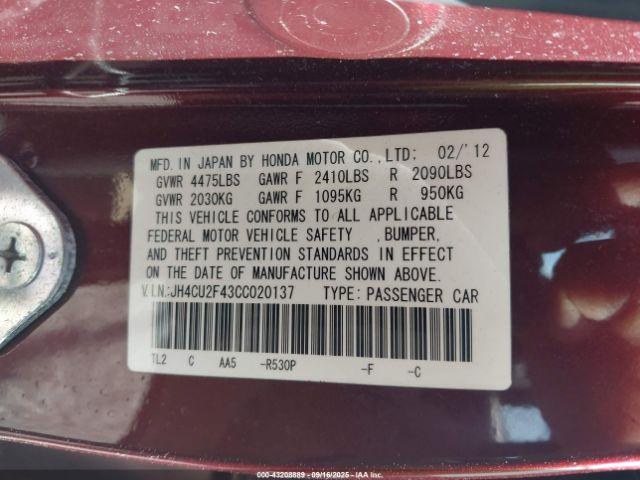 MFD. IN JAPAN BY HONDA MOTOR CO., LTD: 02/'12
GVWR 4475LBS GAWR F 2410LBS R 2090LBS
GVWR 2030KG GAWR F 1095KG R 950KG
THIS VEHICLE CONFORMS TO ALL APPLICABLE
FEDERAL MOTOR VEHICLE SAFETY , BUMPER,
AND THEFT PREVENTION STANDARDS IN EFFECT
ON THE DATE OF MANUFACTURE SHOWN ABOVE.
V.I.N.:JH4CU2F43CC020137 TYPE: PASSENGER CAR
TL2 C AA5 -R530P -F -C
© IAA - 43208889 - 09/16/2025 - IAAI.COM